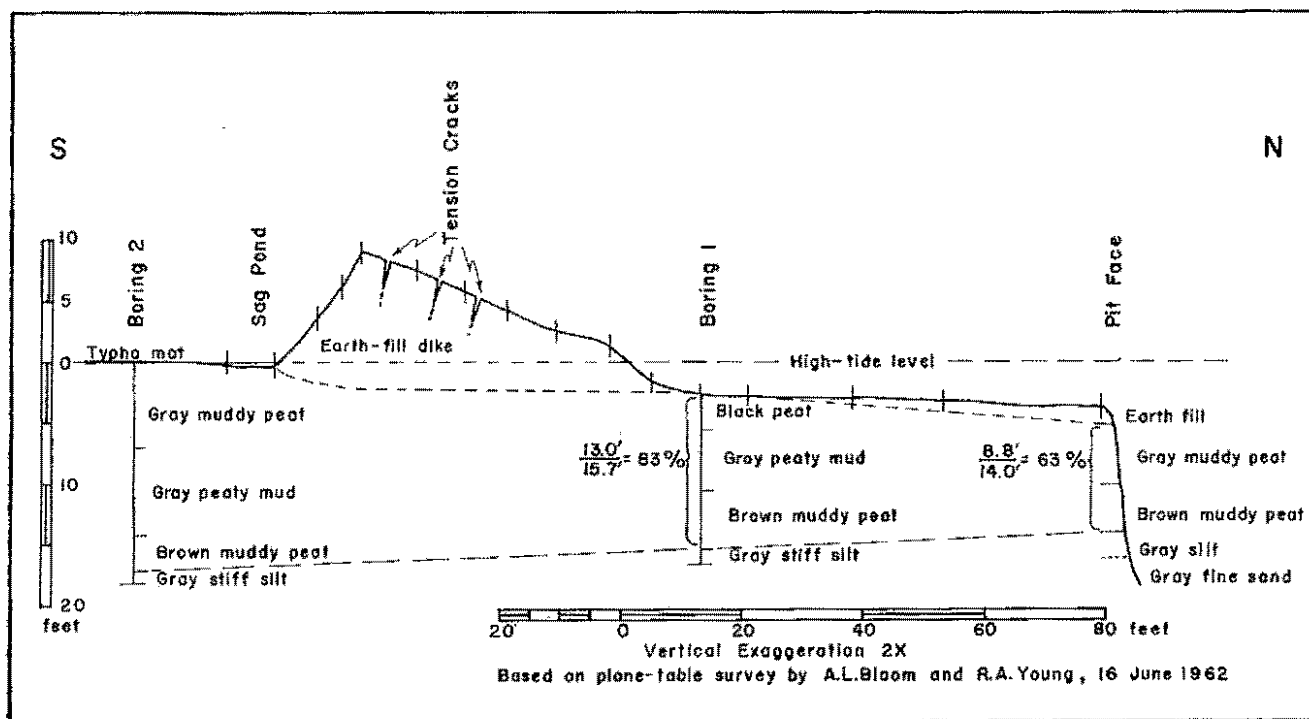 S
N
Tension Cracks
Boring 2
Sag Pond
Boring 1
Pit Face
10
5
0
10
20
feet
Typha mat
Earth-fill dike
High-tide level
Gray muddy peat
Gray peaty mud
Brown muddy peat
Gray stiff silt
13.0'
15.7' = 83%
Black peat
Gray peaty mud
Brown muddy peat
Gray stiff silt
8.8'
14.0' = 63%
Earth fill
Gray muddy peat
Brown muddy peat
Gray silt
Gray fine sand
20 0 20 40 60 80 feet
Vertical Exaggeration 2X
Based on plane-table survey by A.L.Bloom and R.A.Young, 16 June 1962